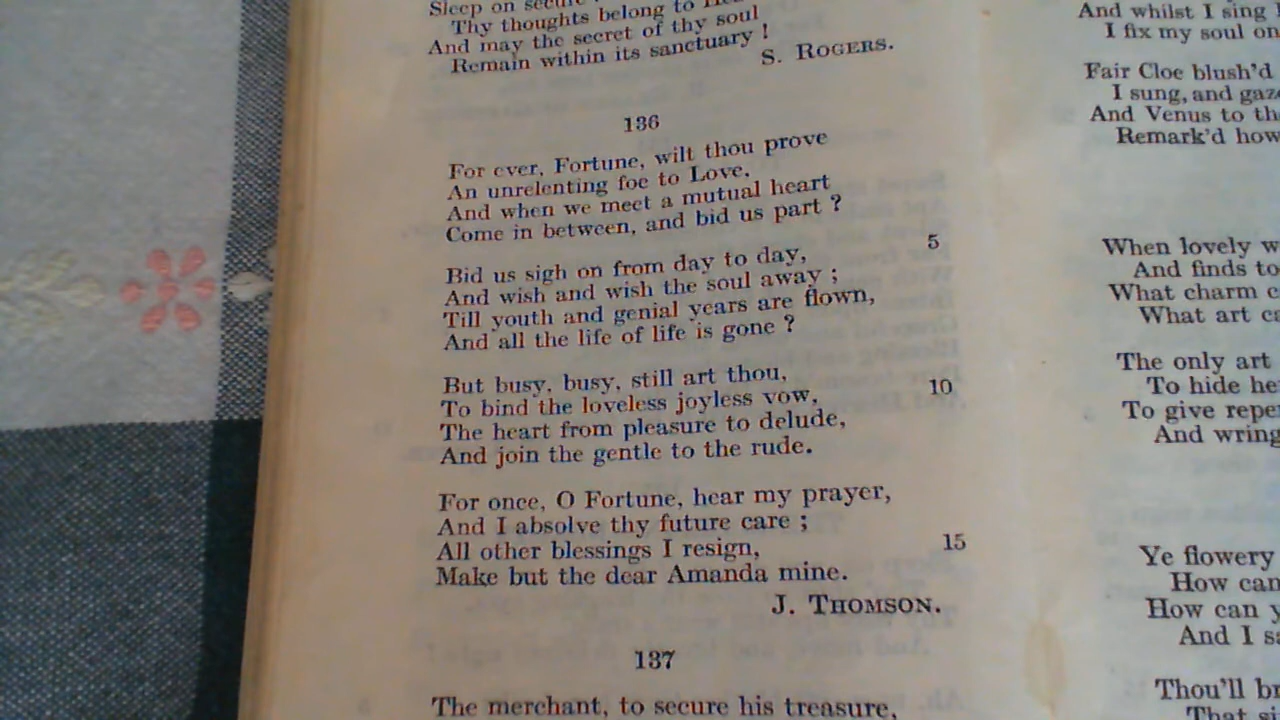 Sleep on secure
Thy thoughts belong to
And may the secret of thy soul
Remain within its sanctuary !
S. ROGERS.
136
For ever, Fortune, wilt thou prove
An unrelenting foe to Love,
And when we meet a mutual heart
Come in between, and bid us part ?
Bid us sigh on from day to day, 5
And wish and wish the soul away ;
Till youth and genial years are flown,
And all the life of life is gone ?
But busy, busy, still art thou,
To bind the loveless joyless vow, 10
The heart from pleasure to delude,
And join the gentle to the rude.
For once, O Fortune, hear my prayer,
And I absolve thy future care ;
All other blessings I resign, 15
Make but the dear Amanda mine.
J. THOMSON.
137
The merchant, to secure his treasure,
And whilst I sing
I fix my soul on
Fair Cloe blush'd
I sung, and
And Venus to
Remark'd how
When lovely
And finds
What charm
What art
The only art
To hide
To give
And wring
Ye flowery
How can
How can
And I
Thou'll
That